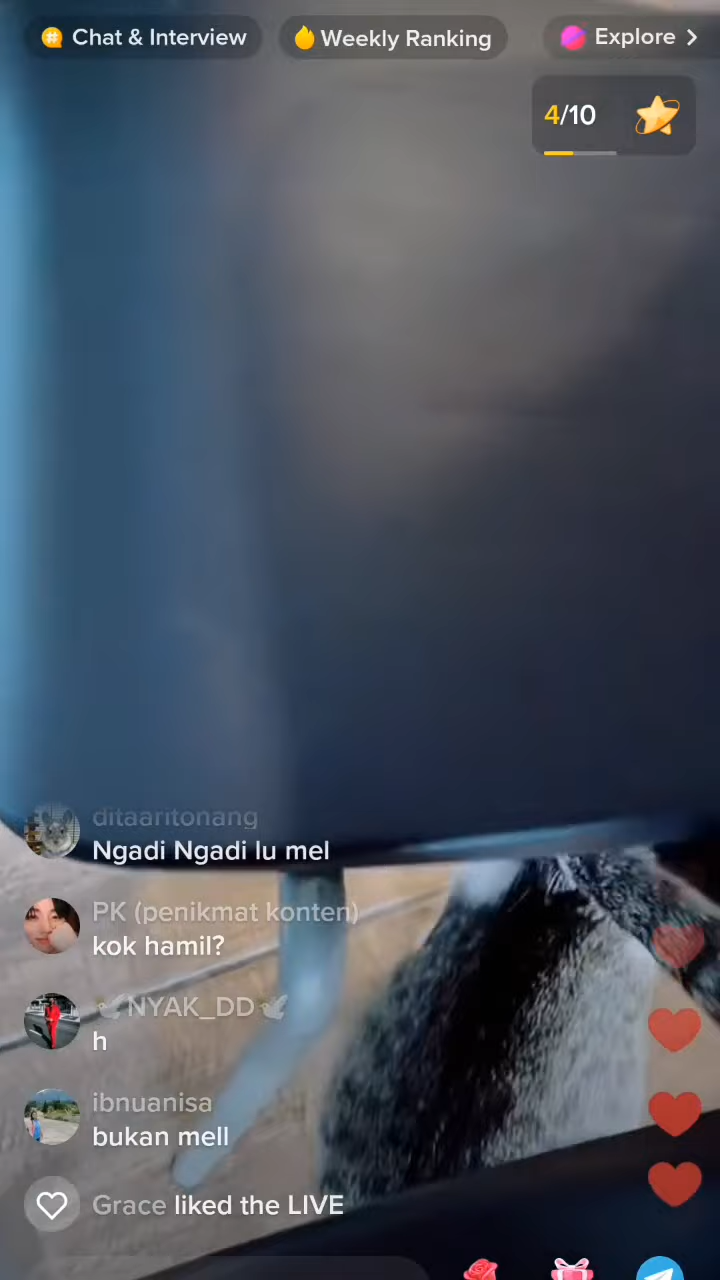 Chat & Interview
Weekly Ranking
Explore
4/10
ditaaritonang
Ngadi Ngadi lu mel
PK (penikmat konten)
kok hamil?
🕊️NYAK_DD🕊️
h
ibnuanisa
bukan mell
Grace liked the LIVE